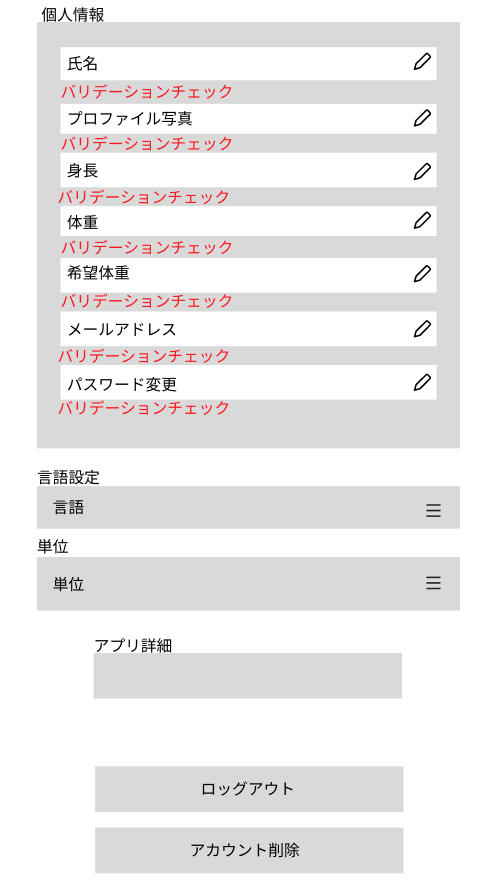 個人情報
氏名
バリデーションチェック
プロファイル写真
バリデーションチェック
身長
バリデーションチェック
体重
バリデーションチェック
希望体重
バリデーションチェック
メールアドレス
バリデーションチェック
パスワード変更
バリデーションチェック
言語設定
言語
単位
単位
アプリ詳細
ロッグアウト
アカウント削除